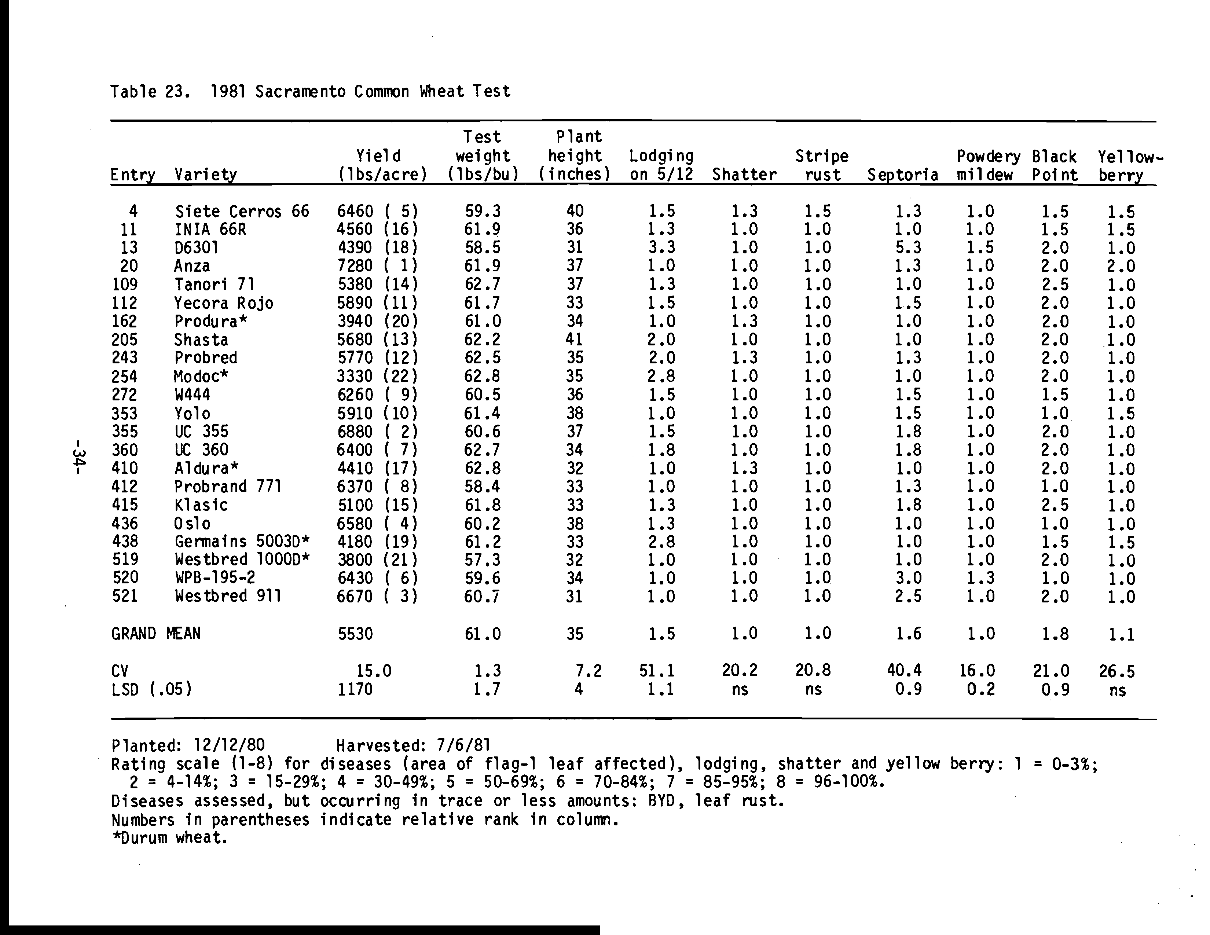 Table 23. 1981 Sacramento Common Wheat Test
Test Plant
Yield weight height Lodging Stripe Powdery Black Yellow-
Entry Variety (lbs/acre) (lbs/bu) (inches) on 5/12 Shatter rust Septoria mildew Point berry
4 Siete Cerros 66 6460 ( 5) 59.3 40 1.5 1.3 1.5 1.3 1.0 1.5 1.5
11 INIA 66R 4560 (16) 61.9 36 1.3 1.0 1.0 1.0 1.0 1.5 1.5
13 D6301 4390 (18) 58.5 31 3.3 1.0 1.0 5.3 1.5 2.0 1.0
20 Anza 7280 ( 1) 61.9 37 1.0 1.0 1.0 1.3 1.0 2.0 2.0
109 Tanori 71 5380 (14) 62.7 37 1.3 1.0 1.0 1.0 1.0 2.5 1.0
112 Yecora Rojo 5890 (11) 61.7 33 1.5 1.0 1.0 1.5 1.0 2.0 1.0
162 Produra* 3940 (20) 61.0 34 1.0 1.3 1.0 1.0 1.0 2.0 1.0
205 Shasta 5680 (13) 62.2 41 2.0 1.0 1.0 1.0 1.0 2.0 1.0
243 Probred 5770 (12) 62.5 35 2.0 1.3 1.0 1.3 1.0 2.0 1.0
254 Modoc* 3330 (22) 62.8 35 2.8 1.0 1.0 1.0 1.0 2.0 1.0
272 W444 6260 ( 9) 60.5 36 1.5 1.0 1.0 1.5 1.0 1.5 1.0
353 Yolo 5910 (10) 61.4 38 1.0 1.0 1.0 1.5 1.0 1.0 1.5
355 UC 355 6880 ( 2) 60.6 37 1.5 1.0 1.0 1.8 1.0 2.0 1.0
360 UC 360 6400 ( 7) 62.7 34 1.8 1.0 1.0 1.8 1.0 2.0 1.0
410 Aldura* 4410 (17) 62.8 32 1.0 1.3 1.0 1.0 1.0 2.0 1.0
412 Probrand 771 6370 ( 8) 58.4 33 1.0 1.0 1.0 1.3 1.0 1.0 1.0
415 Klasic 5100 (15) 61.8 33 1.3 1.0 1.0 1.8 1.0 2.5 1.0
436 Oslo 6580 ( 4) 60.2 38 1.3 1.0 1.0 1.0 1.0 1.0 1.0
438 Germains 5003D* 4180 (19) 61.2 33 2.8 1.0 1.0 1.0 1.0 1.5 1.5
519 Westbred 1000D* 3800 (21) 57.3 32 1.0 1.0 1.0 1.0 1.0 2.0 1.0
520 WPB-195-2 6430 ( 6) 59.6 34 1.0 1.0 1.0 3.0 1.3 1.0 1.0
521 Westbred 911 6670 ( 3) 60.7 31 1.0 1.0 1.0 2.5 1.0 2.0 1.0
GRAND MEAN 5530 61.0 35 1.5 1.0 1.0 1.6 1.0 1.8 1.1
CV 15.0 1.3 7.2 51.1 20.2 20.8 40.4 16.0 21.0 26.5
LSD (.05) 1170 1.7 4 1.1 ns ns 0.9 0.2 0.9 ns
Planted: 12/12/80 Harvested: 7/6/81
Rating scale (1-8) for diseases (area of flag-1 leaf affected), lodging, shatter and yellow berry: 1 = 0-3%;
2 = 4-14%; 3 = 15-29%; 4 = 30-49%; 5 = 50-69%; 6 = 70-84%; 7 = 85-95%; 8 = 96-100%.
Diseases assessed, but occurring in trace or less amounts: BYD, leaf rust.
Numbers in parentheses indicate relative rank in column.
*Durum wheat.
-34-